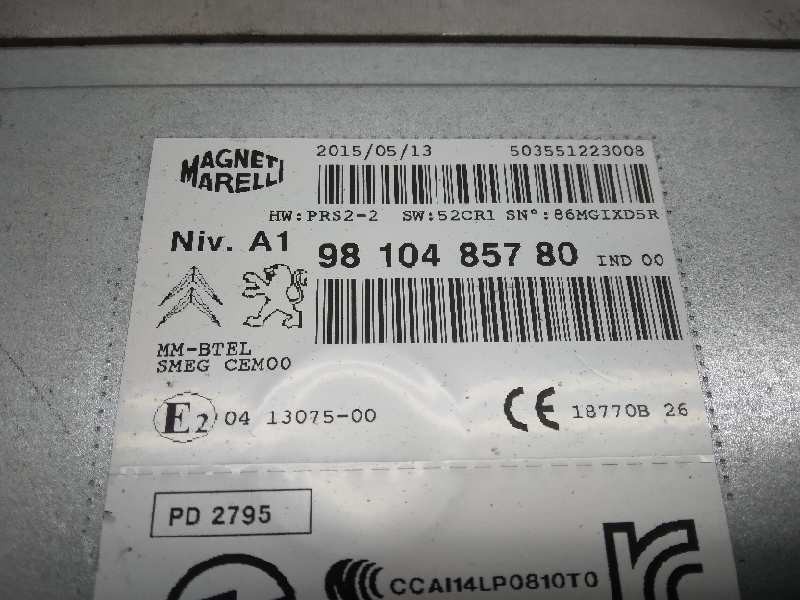 MAGNETI MARELLI
2015/05/13 503551223008
HW:PRS2-2 SW:52CR1 SN°:86MGIXD5R
Niv. A1 98 104 857 80 IND 00
MM-BTEL
SMEG CEM00
E2 04 13075-00 CE 18770B 26
PD 2795
CCAI14LP0810T0